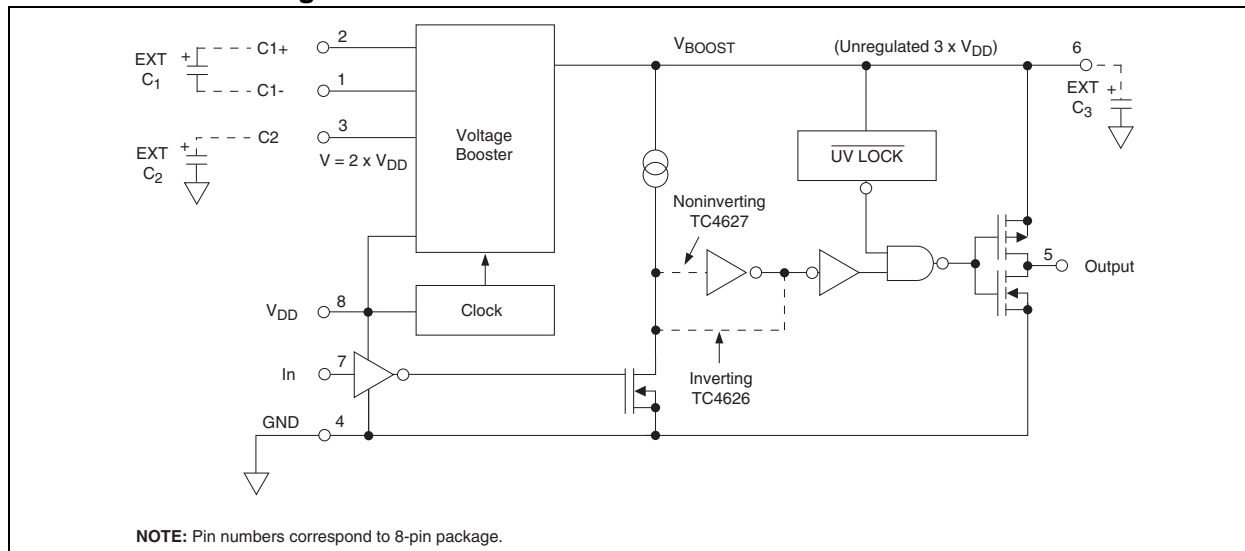 EXT
C1
+
C1+
2
C1-
1
C2
3
EXT
C2
+
V = 2 x VDD
Voltage
Booster
VBOOST
(Unregulated 3 x VDD)
6
EXT
C3
+
UV LOCK
Noninverting
TC4627
5
Output
VDD
8
Clock
In
7
Inverting
TC4626
GND
4
NOTE: Pin numbers correspond to 8-pin package.